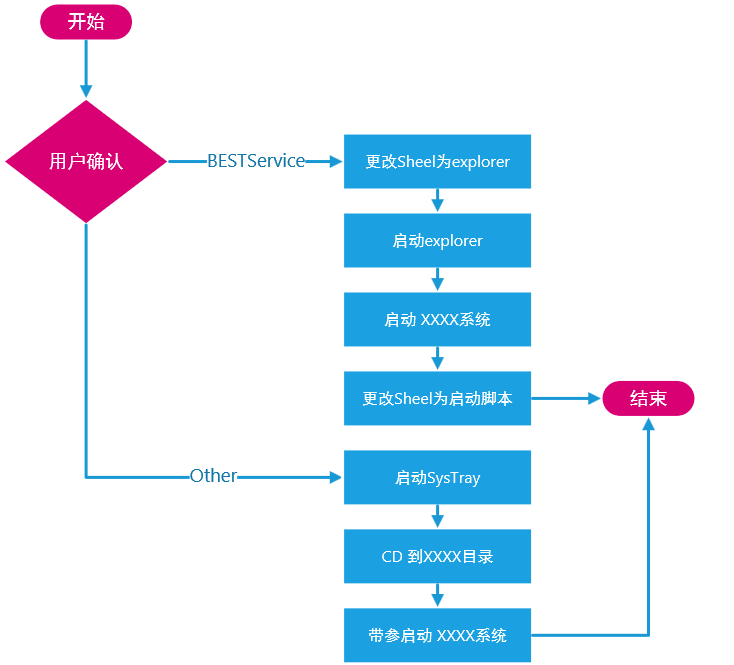 开始
用户确认
BESTService
更改Sheel为explorer
启动explorer
启动 XXXX系统
更改Sheel为启动脚本
结束
Other
启动SysTray
CD 到XXXX目录
带参启动 XXXX系统